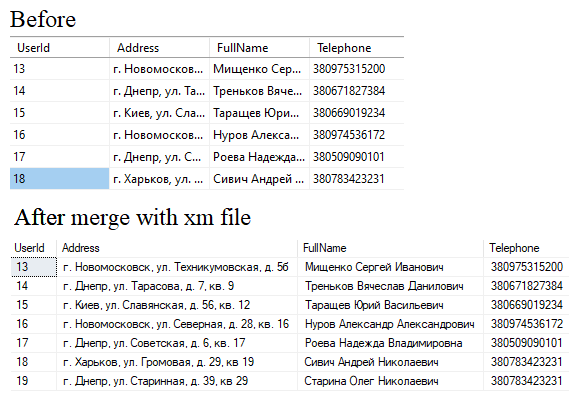 Before
UserId Address FullName Telephone
13 г. Новомосков... Мищенко Сер... 380975315200
14 г. Днепр, ул. Та... Треньков Вяче... 380671827384
15 г. Киев, ул. Сла... Таращев Юри... 380669019234
16 г. Новомосков... Нуров Алекса... 380974536172
17 г. Днепр, ул. С... Роева Надежда... 380509090101
18 г. Харьков, ул. ... Сивич Андрей ... 380783423231
After merge with xm file
UserId Address FullName Telephone
13 г. Новомосковск, ул. Техникумовская, д. 5б Мищенко Сергей Иванович 380975315200
14 г. Днепр, ул. Тарасова, д. 7, кв. 9 Треньков Вячеслав Данилович 380671827384
15 г. Киев, ул. Славянская, д. 56, кв. 12 Таращев Юрий Васильевич 380669019234
16 г. Новомосковск, ул. Северная, д. 28, кв. 16 Нуров Александр Александрович 380974536172
17 г. Днепр, ул. Советская, д. 6, кв. 17 Роева Надежда Владимировна 380509090101
18 г. Харьков, ул. Громовая, д. 29, кв 19 Сивич Андрей Николаевич 380783423231
19 г. Днепр, ул. Старинная, д. 39, кв 29 Старина Олег Николаевич 380783423231